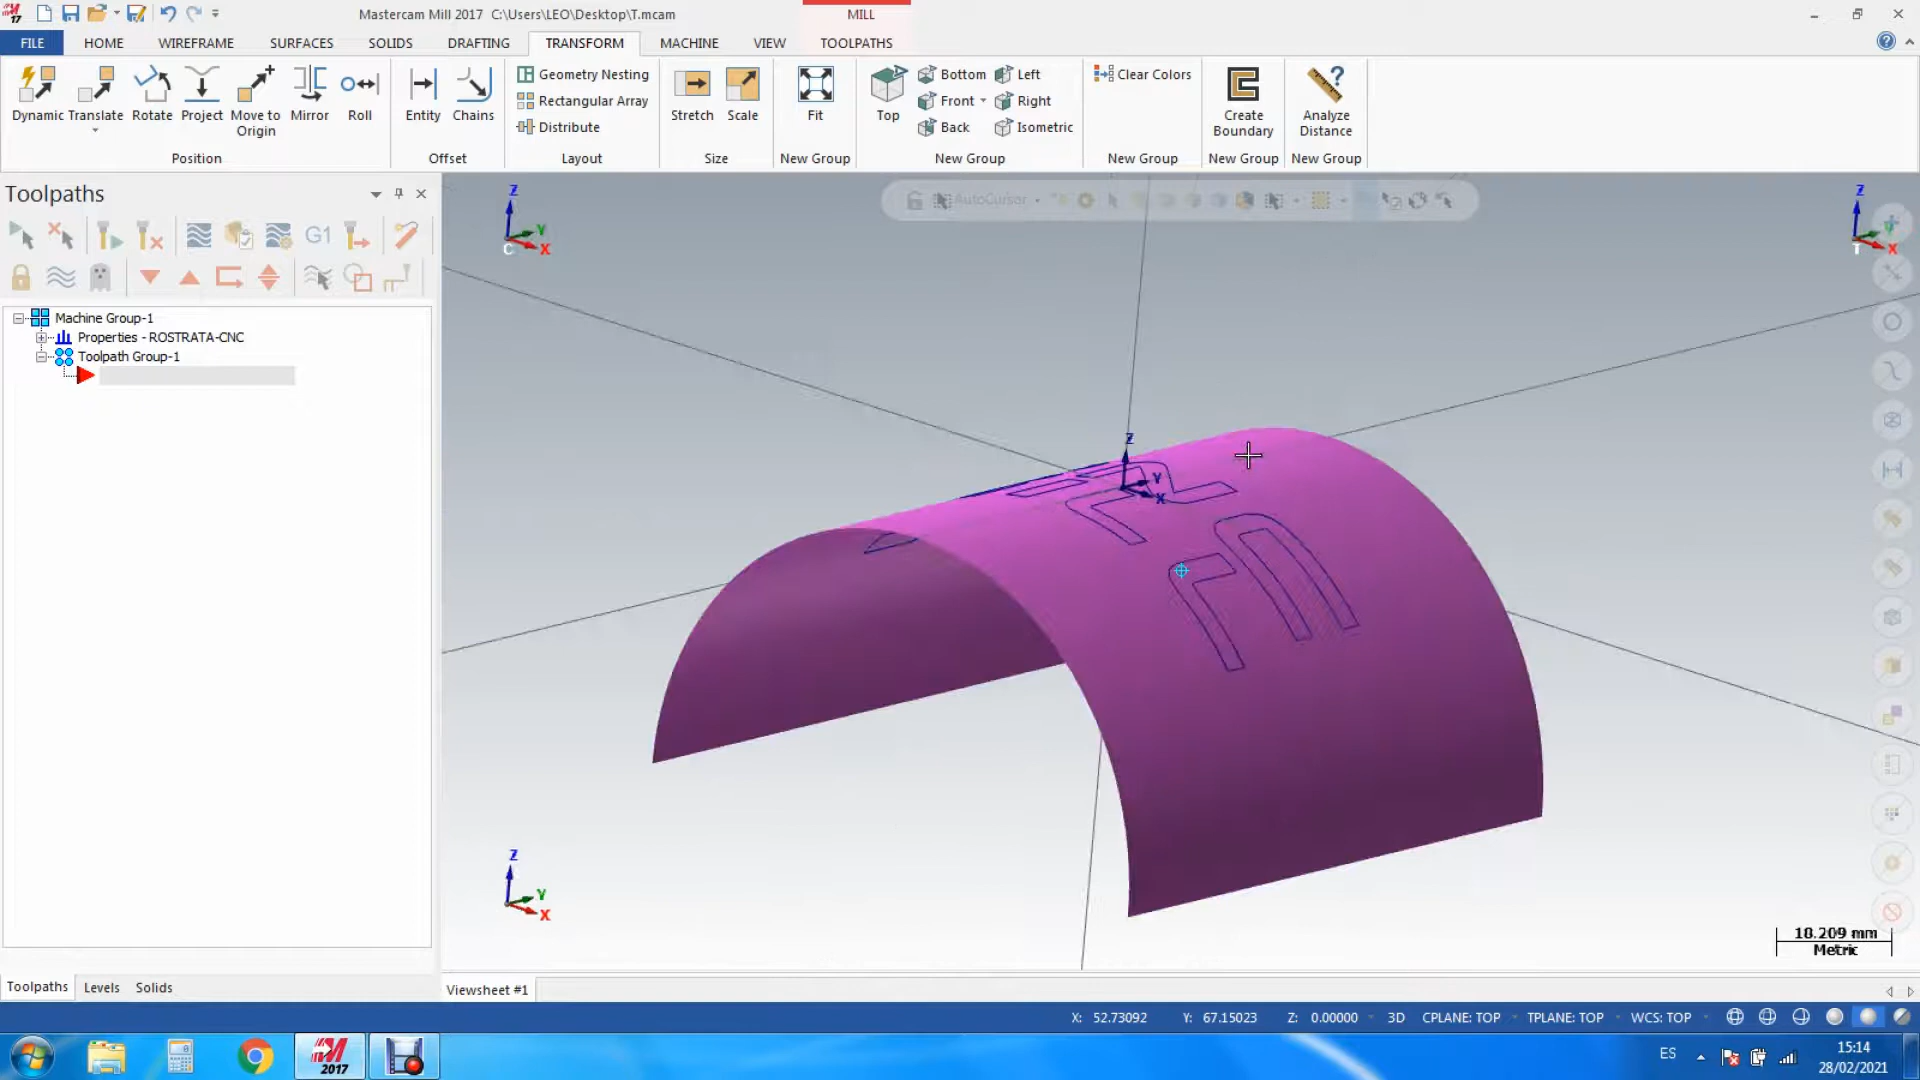 Mastercam Mill 2017 C:\Users\LEO\Desktop\T.mcam
MILL
FILE HOME WIREFRAME SURFACES SOLIDS DRAFTING TRANSFORM MACHINE VIEW TOOLPATHS
Dynamic Translate Rotate Project Move to Origin Mirror Roll
Position
Entity Chains
Offset
Geometry Nesting
Rectangular Array
Distribute
Layout
Stretch Scale
Size
Fit
New Group
Top
Bottom Left
Front Right
Back Isometric
New Group
Clear Colors
New Group
Create Boundary
New Group
Analyze Distance
New Group
Toolpaths
G1
Machine Group-1
Properties - ROSTRATA-CNC
Toolpath Group-1
AutoCursor
Z
Y
X
C
Z
X
T
Z
Y
X
Z
Y
X
18.209 mm
Metric
Toolpaths Levels Solids
Viewsheet #1
X: 52.73092 Y: 67.15023 Z: 0.00000 3D CPLANE: TOP TPLANE: TOP WCS: TOP
2017
ES
15:14
28/02/2021